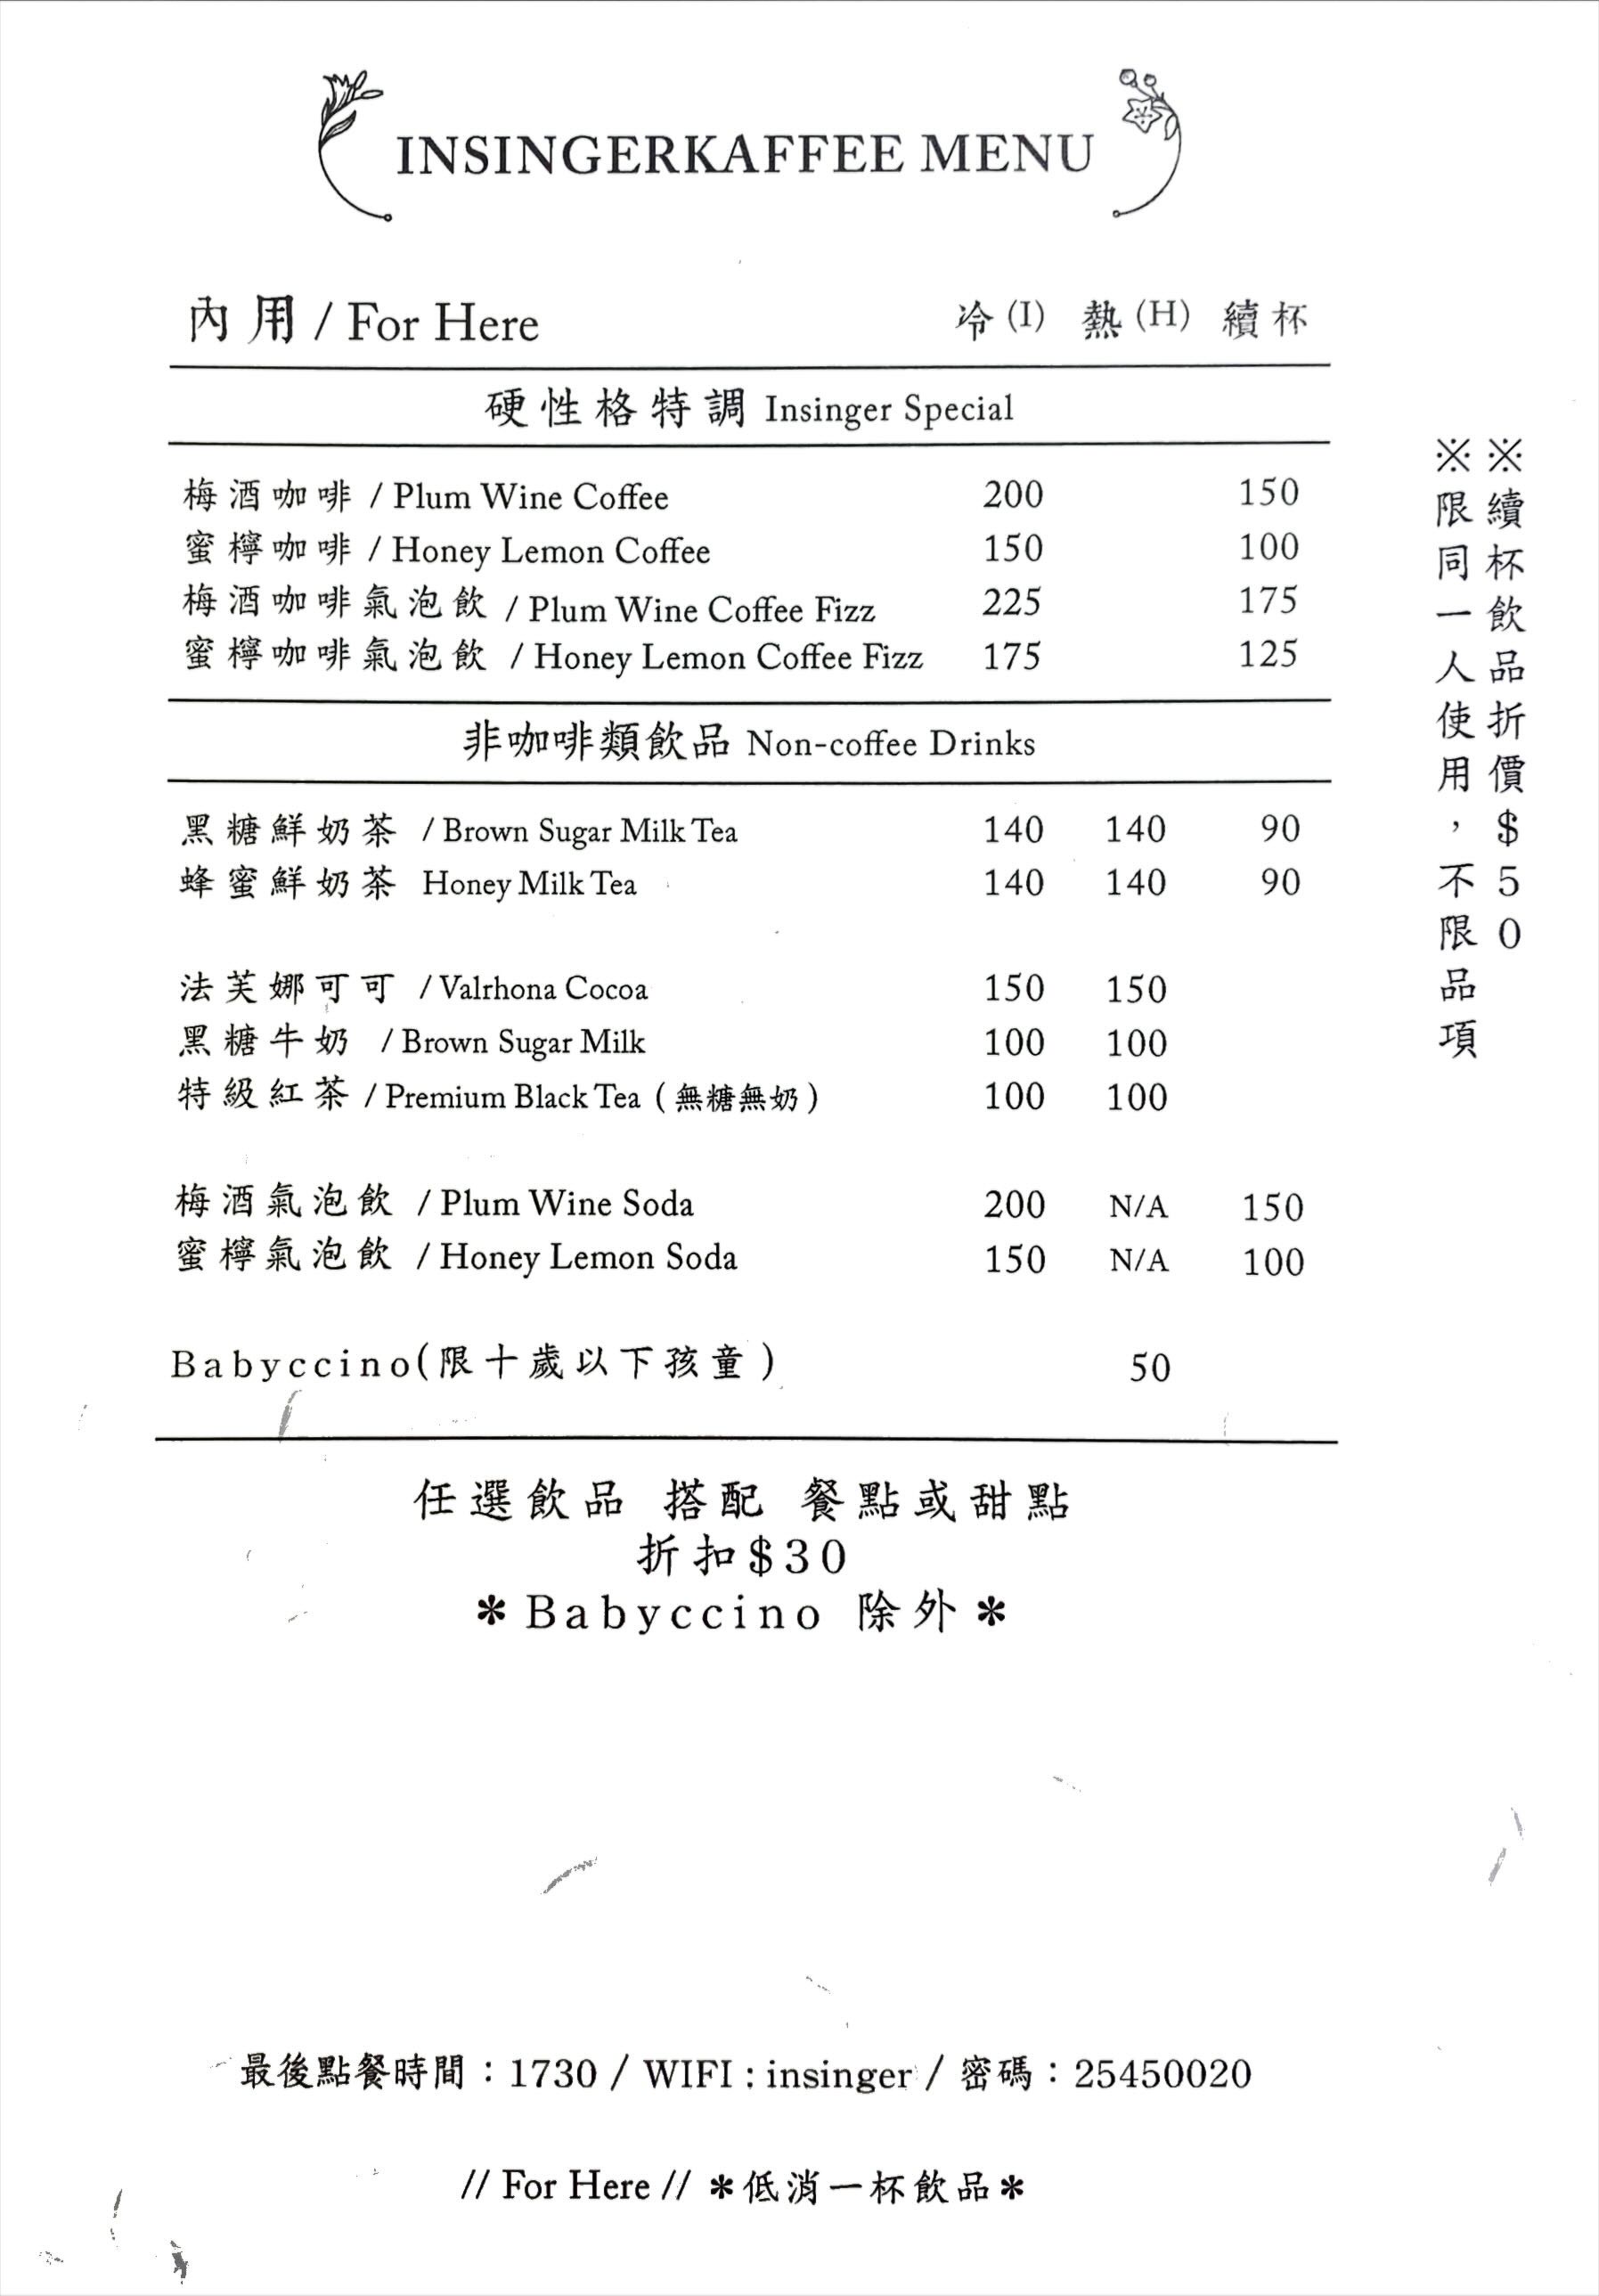 INSINGERKAFFEE MENU
內用 / For Here 冷(I) 熱(H) 續杯
硬性格特調 Insinger Special
梅酒咖啡 / Plum Wine Coffee 200 150
蜜檸咖啡 / Honey Lemon Coffee 150 100
梅酒咖啡氣泡飲 / Plum Wine Coffee Fizz 225 175
蜜檸咖啡氣泡飲 / Honey Lemon Coffee Fizz 175 125
非咖啡類飲品 Non-coffee Drinks
黑糖鮮奶茶 / Brown Sugar Milk Tea 140 140 90
蜂蜜鮮奶茶 Honey Milk Tea 140 140 90
法芙娜可可 / Valrhona Cocoa 150 150
黑糖牛奶 / Brown Sugar Milk 100 100
特級紅茶 / Premium Black Tea (無糖無奶) 100 100
梅酒氣泡飲 / Plum Wine Soda 200 N/A 150
蜜檸氣泡飲 / Honey Lemon Soda 150 N/A 100
Babyccino(限十歲以下孩童) 50
※續杯飲品折價$50
※限同一人使用，不限品項
任選飲品 搭配 餐點或甜點
折扣$30
＊Babyccino 除外＊
最後點餐時間：1730 / WIFI : insinger / 密碼：25450020
// For Here // ＊低消一杯飲品＊